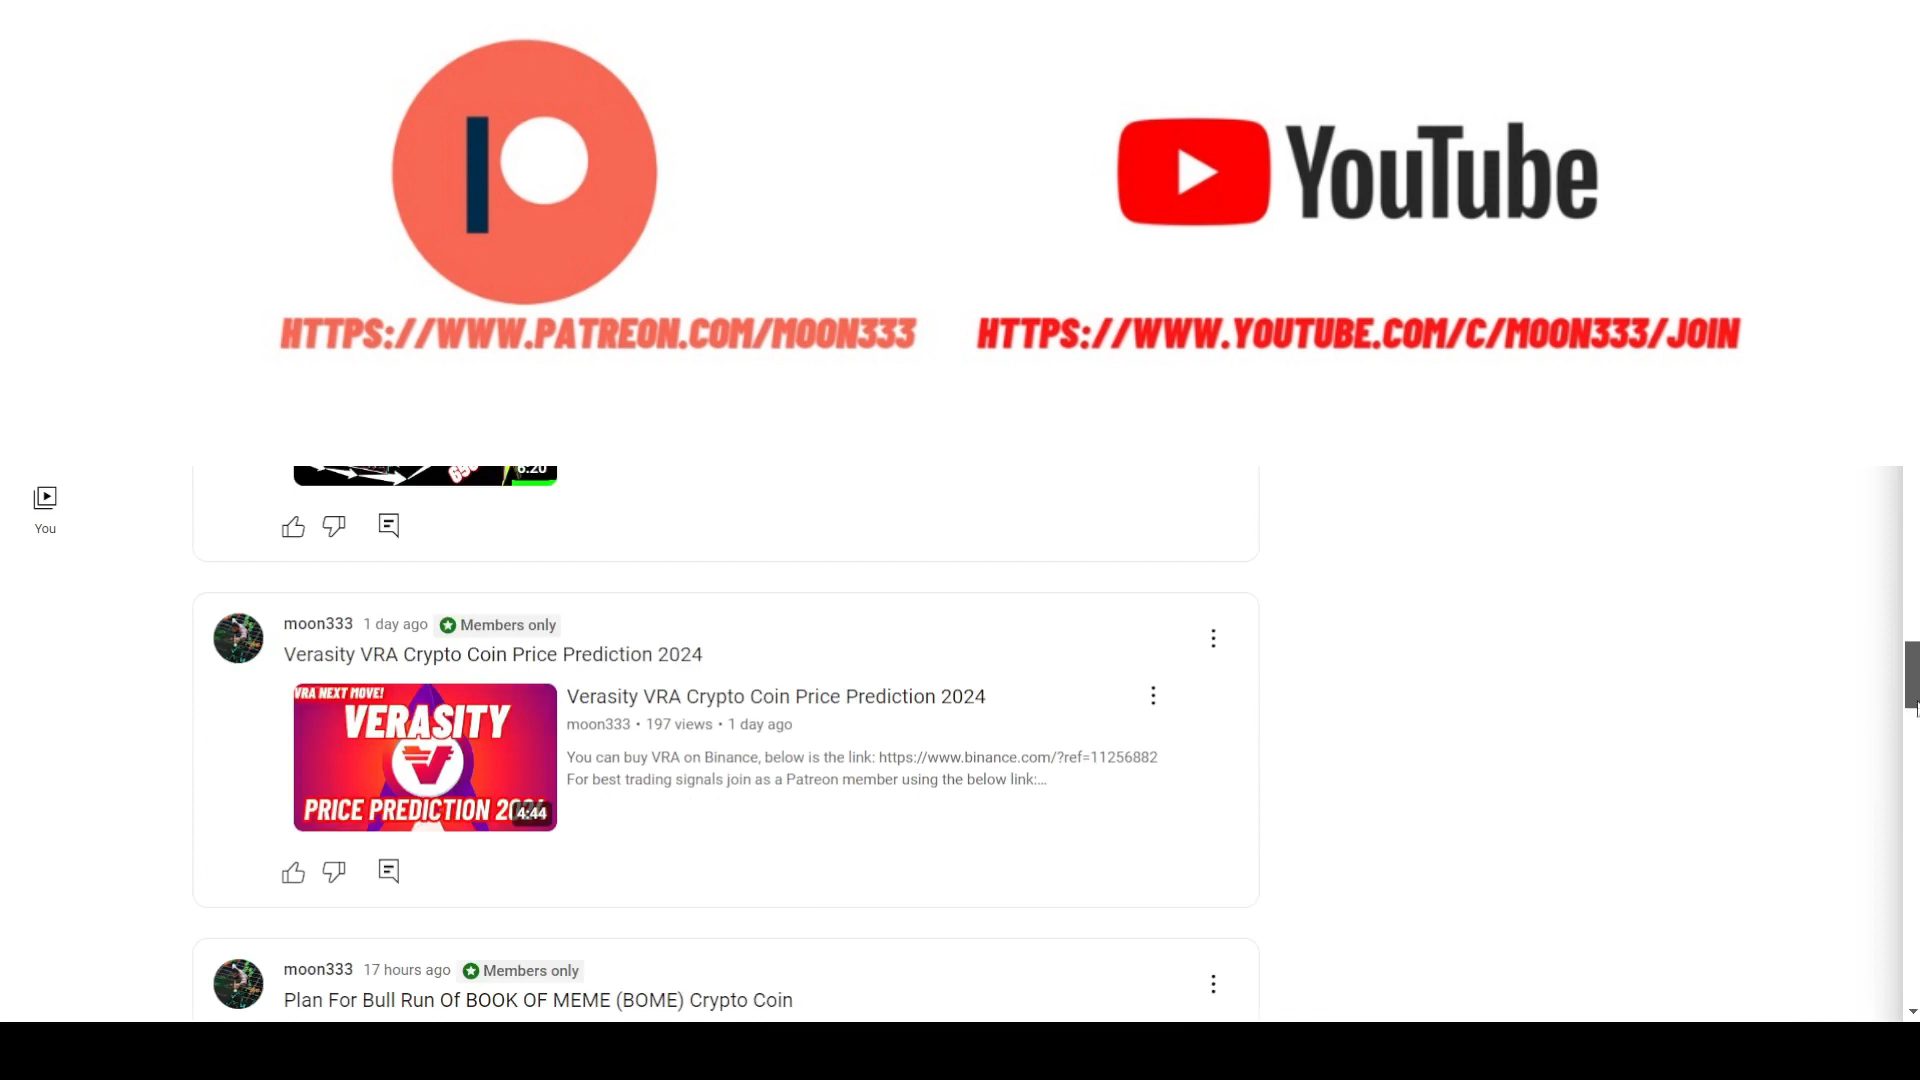 YouTube
HTTPS://WWW.PATREON.COM/MOON333
HTTPS://WWW.YOUTUBE.COM/C/MOON333/JOIN
690
6:20
You
moon333 1 day ago Members only
Verasity VRA Crypto Coin Price Prediction 2024
VRA NEXT MOVE!
VERASITY
PRICE PREDICTION 2024
4:44
Verasity VRA Crypto Coin Price Prediction 2024
moon333 • 197 views • 1 day ago
You can buy VRA on Binance, below is the link: https://www.binance.com/?ref=11256882
For best trading signals join as a Patreon member using the below link:...
moon333 17 hours ago Members only
Plan For Bull Run Of BOOK OF MEME (BOME) Crypto Coin